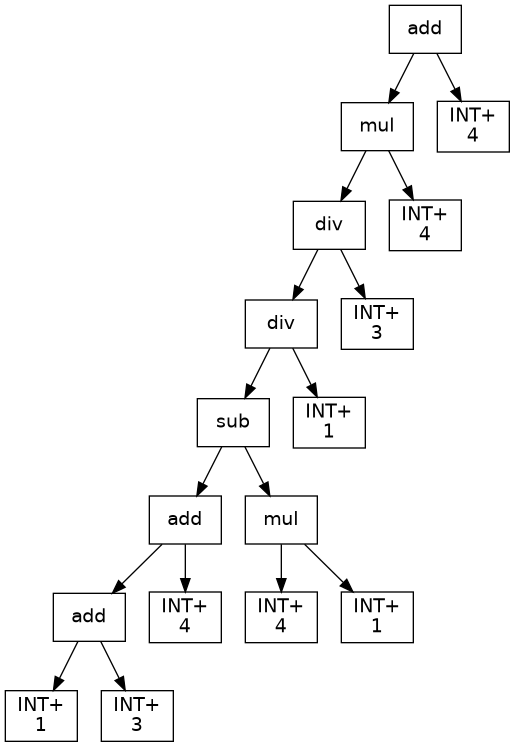 add
mul
INT+
4
div
INT+
4
div
INT+
3
sub
INT+
1
add
mul
add
INT+
4
INT+
4
INT+
1
INT+
1
INT+
3